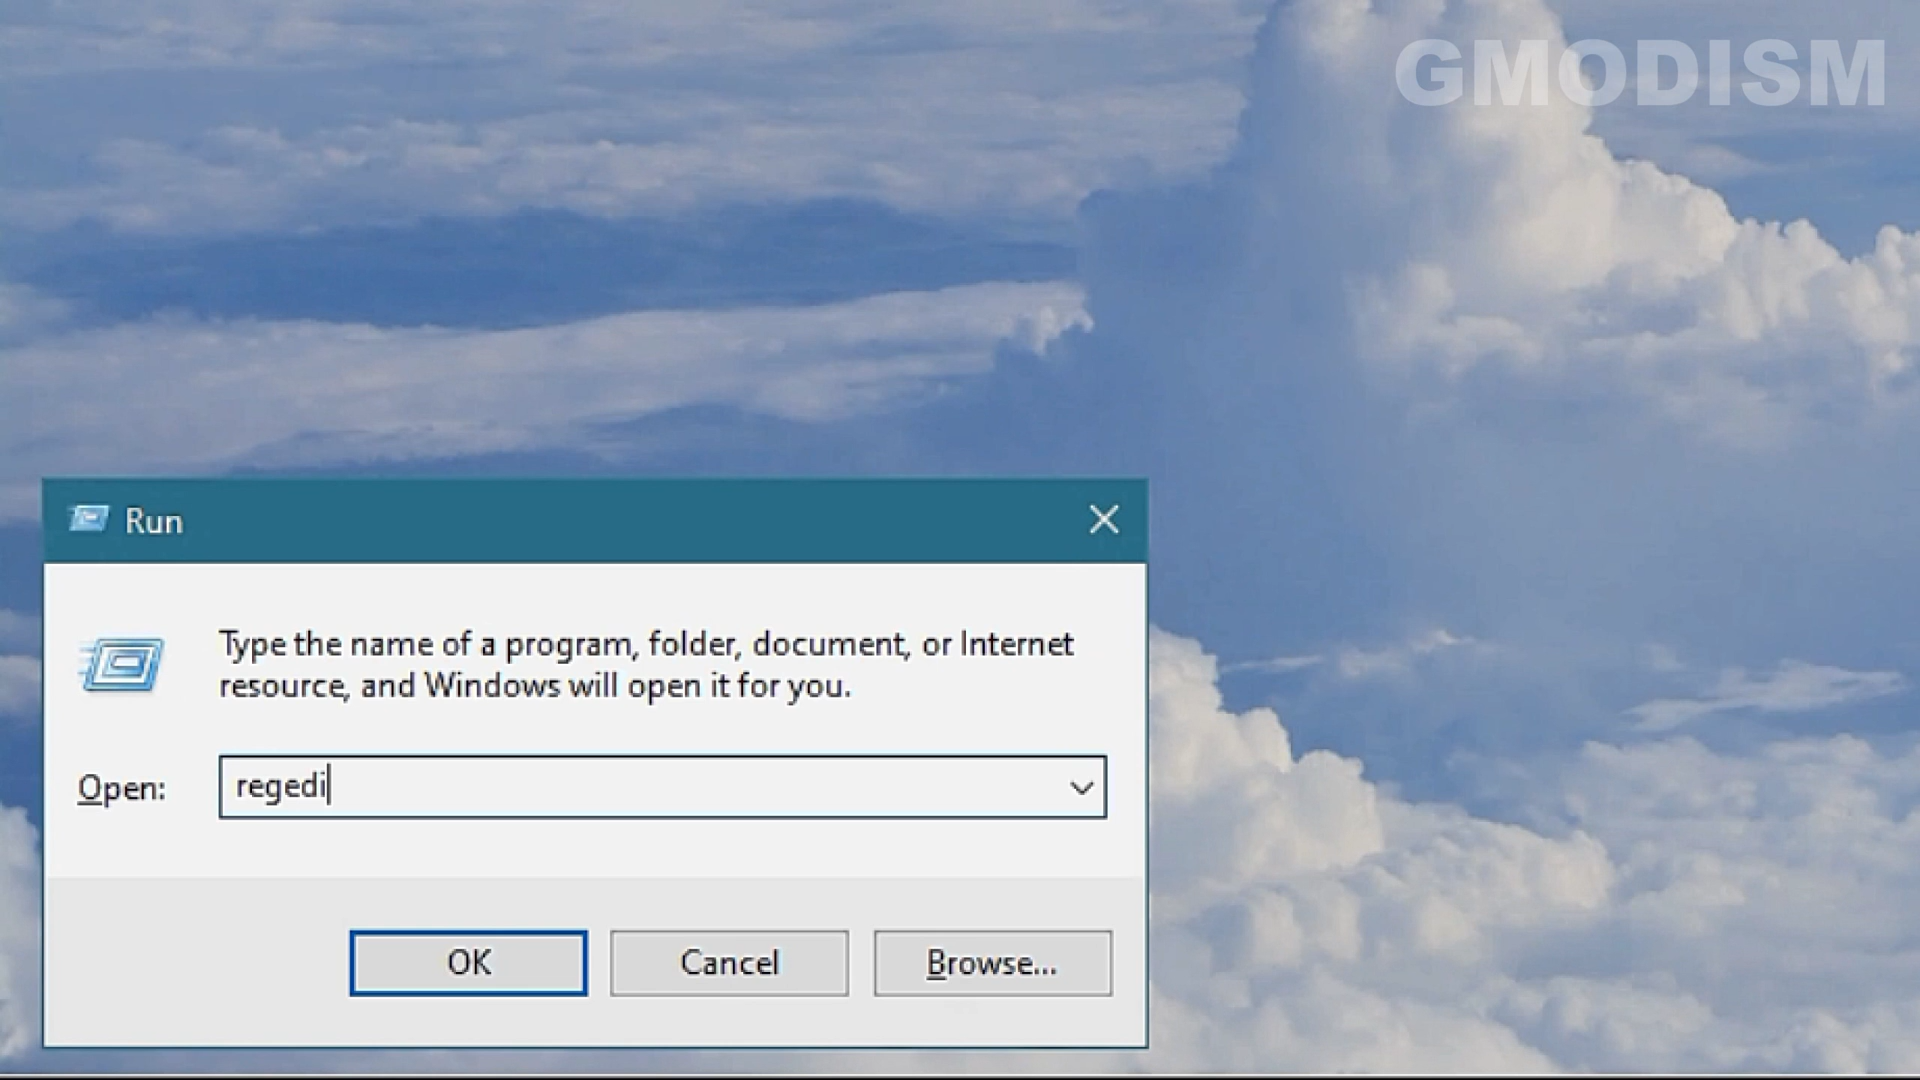 GMODISM
Run
Type the name of a program, folder, document, or Internet
resource, and Windows will open it for you.
Open: regedi
OK Cancel Browse...